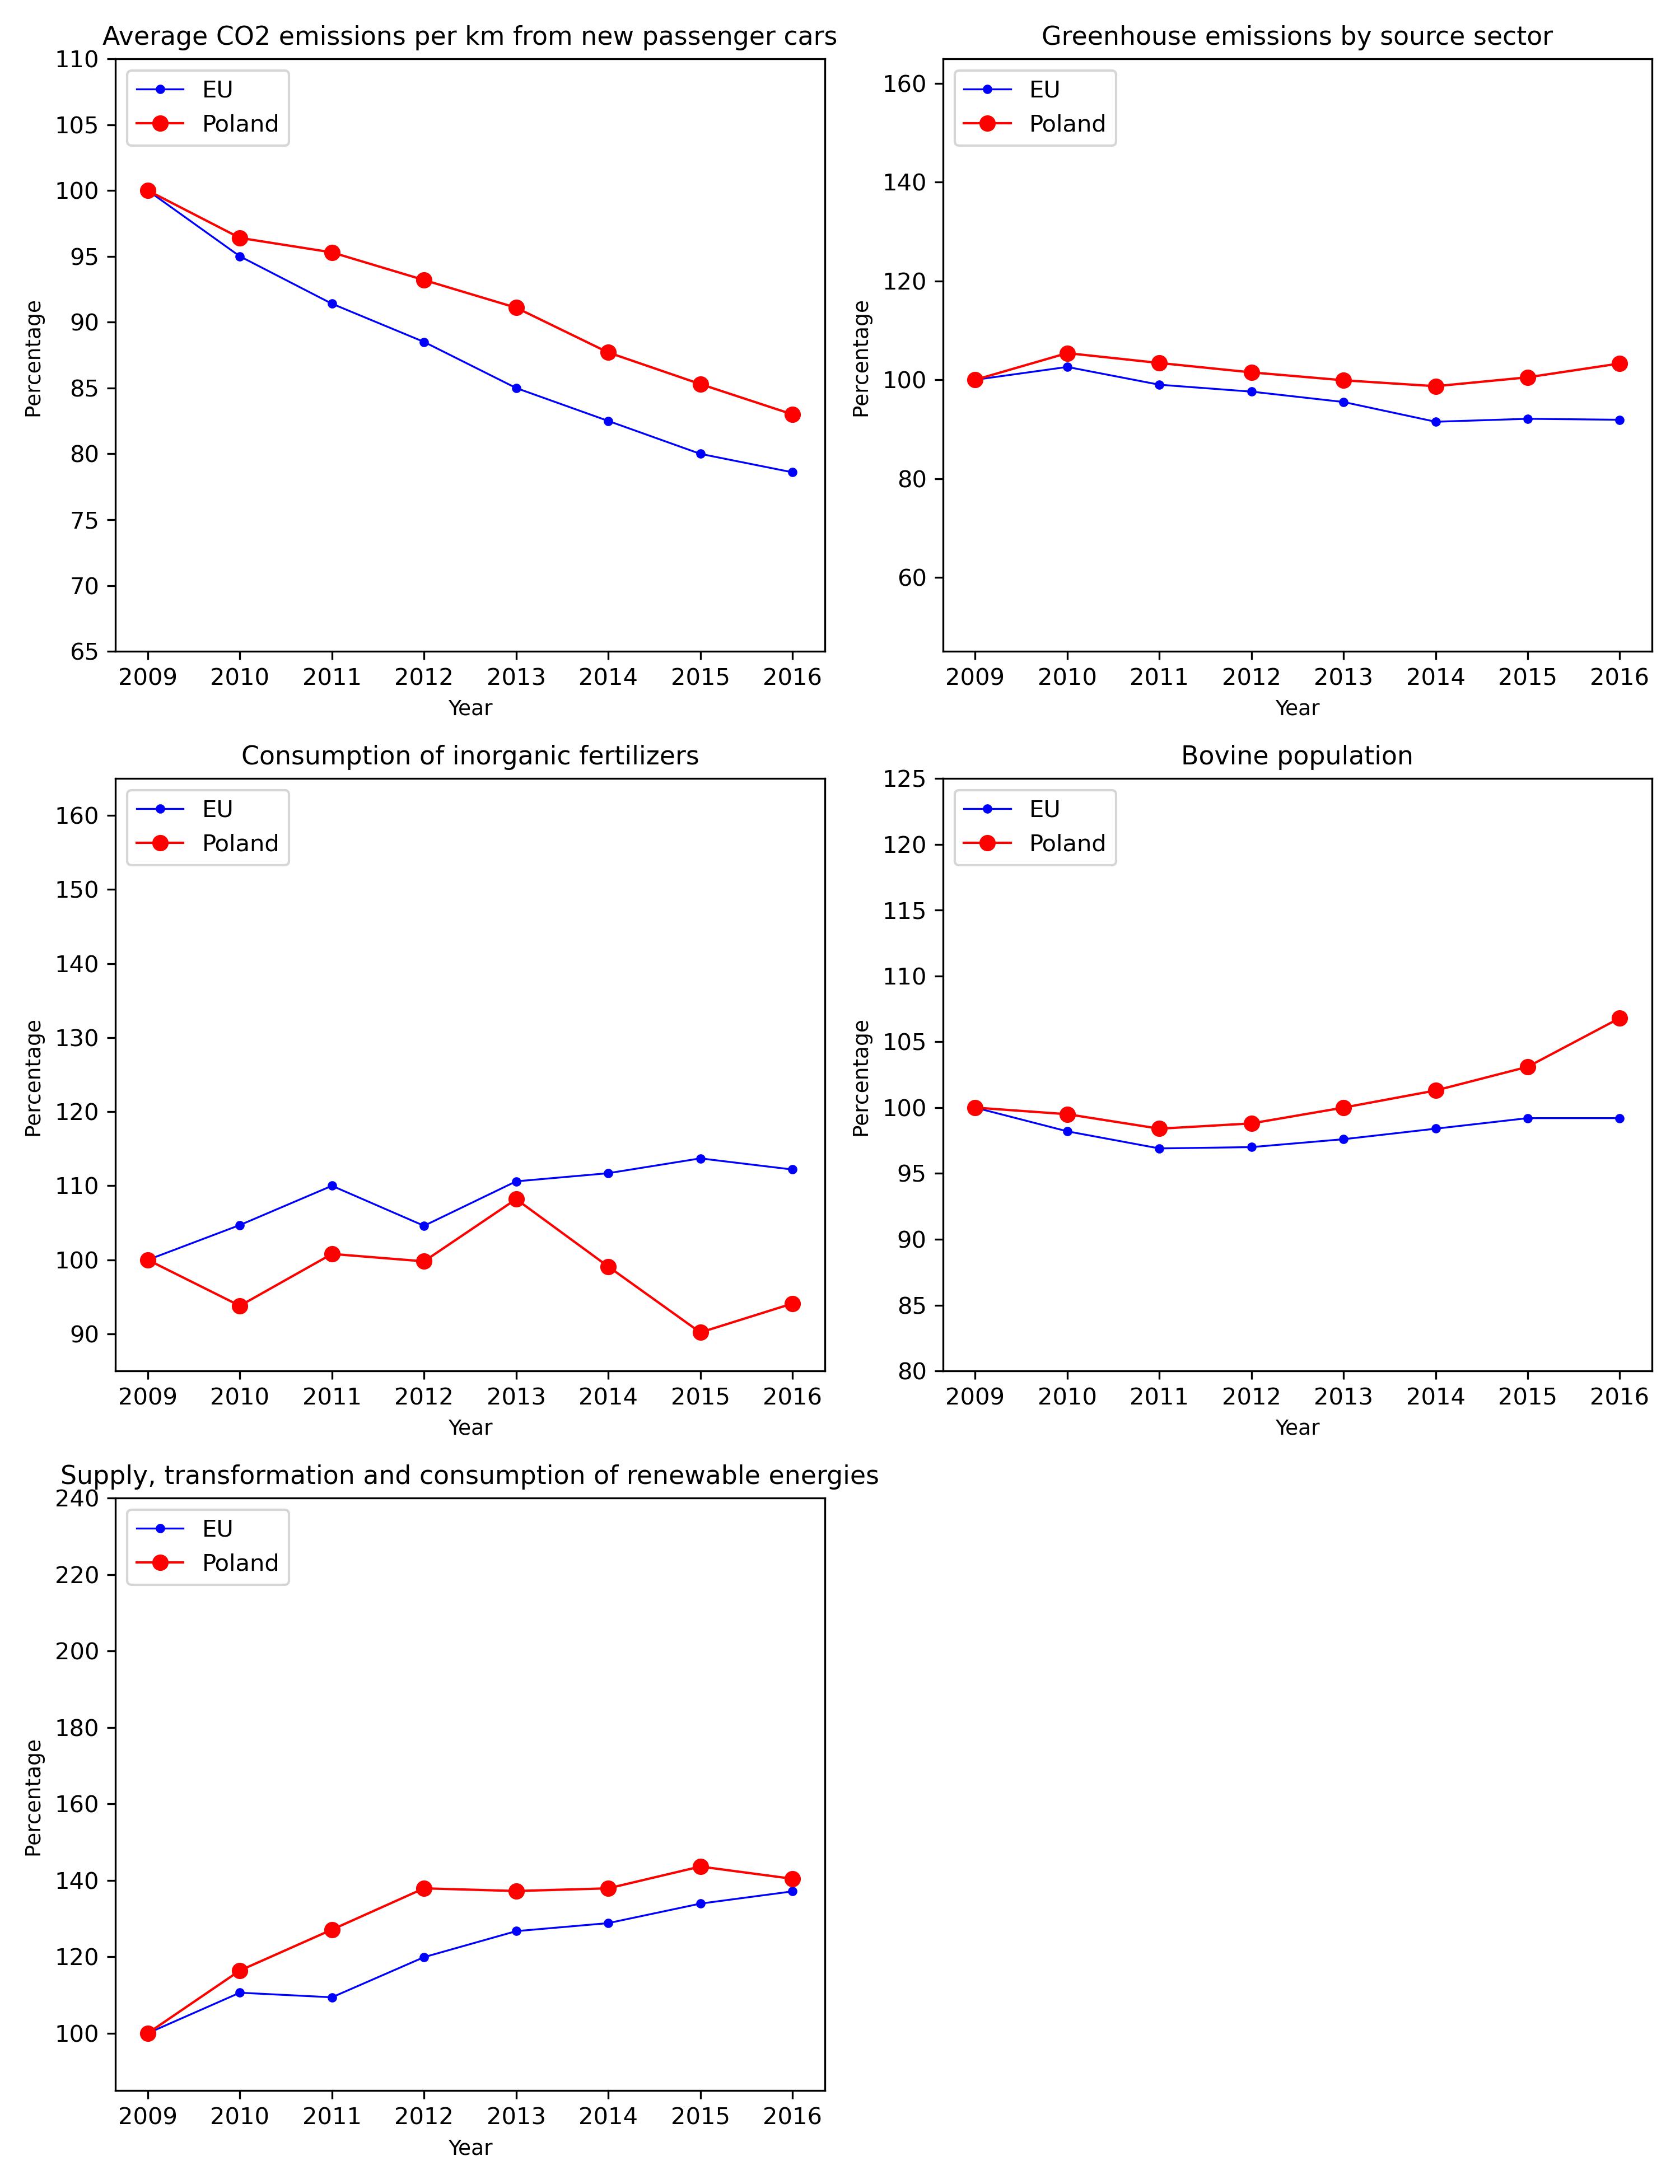 Average CO2 emissions per km from new passenger cars
110
105
100
95
90
85
80
75
70
65
Percentage
EU
Poland
2009 2010 2011 2012 2013 2014 2015 2016
Year
Greenhouse emissions by source sector
160
140
120
100
80
60
Percentage
EU
Poland
2009 2010 2011 2012 2013 2014 2015 2016
Year
Consumption of inorganic fertilizers
160
150
140
130
120
110
100
90
Percentage
EU
Poland
2009 2010 2011 2012 2013 2014 2015 2016
Year
Bovine population
125
120
115
110
105
100
95
90
85
80
Percentage
EU
Poland
2009 2010 2011 2012 2013 2014 2015 2016
Year
Supply, transformation and consumption of renewable energies
240
220
200
180
160
140
120
100
Percentage
EU
Poland
2009 2010 2011 2012 2013 2014 2015 2016
Year